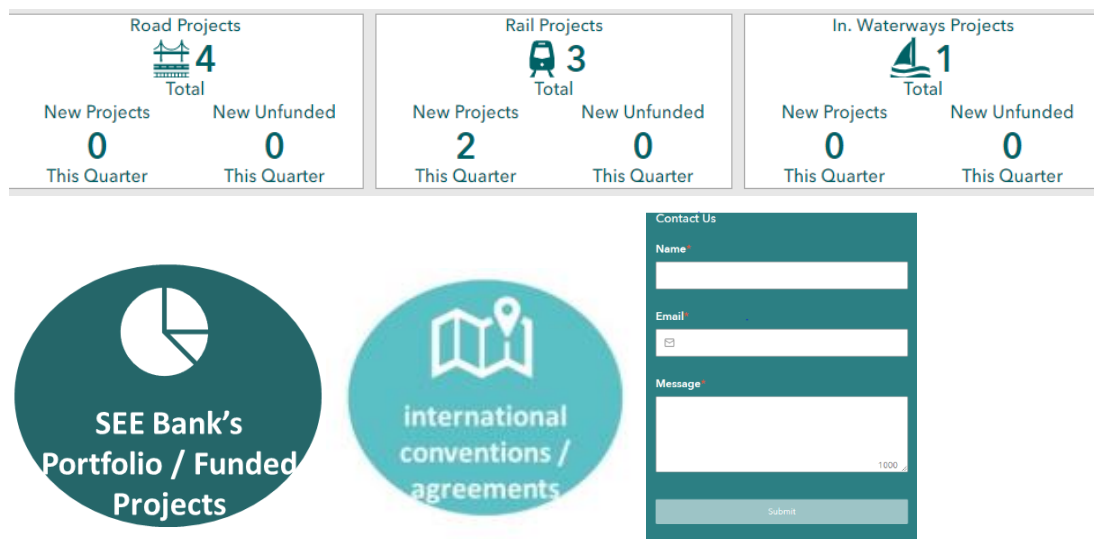 Road Projects
4
Total
New Projects
New Unfunded
0
0
This Quarter
This Quarter
Rail Projects
3
Total
New Projects
New Unfunded
2
0
This Quarter
This Quarter
In. Waterways Projects
1
Total
New Projects
New Unfunded
0
0
This Quarter
This Quarter
SEE Bank's
Portfolio / Funded
Projects
international
conventions /
agreements
Contact Us
Name*
Email*
Message*
1000
Submit